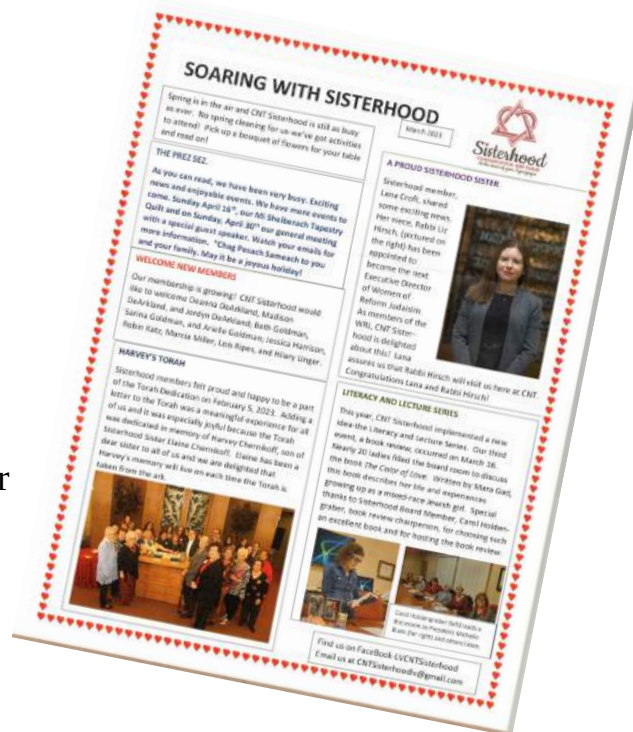 SOARING WITH SISTERHOOD
March 2023
Sisterhood
Spring is in the air and CNT Sisterhood is still as busy
as ever. No spring cleaning for us-we've got activities
to attend! Pick up a bouquet of flowers for your table
and read on!
THE PREZ SEZ.
As you can read, we have been very busy. Exciting
news and enjoyable events. We have more events to
come. Sunday April 16th, our Mi Sheiberach Tapestry
Quilt and on Sunday, April 30th our general meeting
with a special guest speaker. Watch your emails for
more information. "Chag Pesach Sameach to you
and your family. May it be a joyous holiday!
WELCOME NEW MEMBERS
Our membership is growing! CNT Sisterhood would
like to welcome Deanna DeArkland, Madison
DeArkland, and Jordyn DeArkland; Beth Goldman,
Sarina Goldman, and Arielle Goldman; Jessica Harrison,
Robin Katz, Marcia Miller, Lois Ripes, and Hilary Unger.
HARVEY'S TORAH
Sisterhood members felt proud and happy to be a part
of the Torah Dedication on February 5, 2023. Adding a
letter to the Torah was a meaningful experience for all
of us and it was especially joyful because the Torah
was dedicated in memory of Harvey Chernikoff, son of
Sisterhood Sister Elaine Chernikoff. Elaine has been a
dear sister to all of us and we are delighted that
Harvey's memory will live on each time the Torah is
taken from the ark.
A PROUD SISTERHOOD SISTER
Sisterhood member,
Lana Croft, shared
some exciting news.
Her niece, Rabbi Liz
Hirsch, (pictured on
the right) has been
appointed to
become the next
Executive Director
of Women of
Reform Judaism.
As members of the
WRJ, CNT Sister-
hood is delighted
about this! Lana
assures us that Rabbi Hirsch will visit us here at CNT.
Congratulations Lana and Rabbi Hirsch!
LITERACY AND LECTURE SERIES
This year, CNT Sisterhood implemented a new
idea-the Literacy and Lecture Series. Our third
event, a book review, occurred on March 16.
Nearly 20 ladies filled the board room to discuss
the book The Color of Love. Written by Mara Gad,
this book describes her life and experiences
growing up as a mixed-race Jewish girl. Special
thanks to Sisterhood Board Member, Carol Holden-
graber, book review chairperson, for choosing such
an excellent book and for hosting the book review.
Find us on FaceBook-LVCNTSisterhood
Email us at CNTSisterhoodlv@gmail.com
r